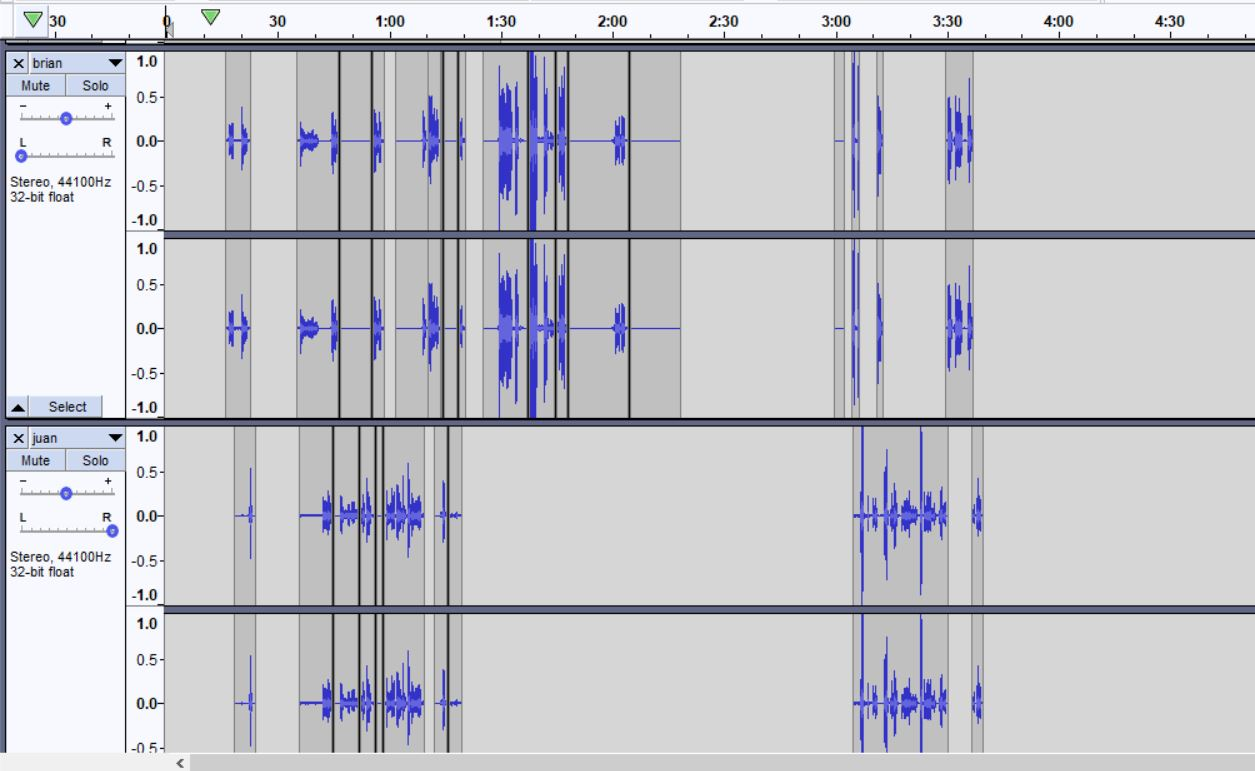 30 0 30 1:00 1:30 2:00 2:30 3:00 3:30 4:00 4:30
× brian
Mute Solo
- +
L R
Stereo, 44100Hz
32-bit float
1.0
0.5-
0.0-
-0.5-
-1.0
1.0
0.5-
0.0-
-0.5-
-1.0
Select
× juan
Mute Solo
- +
L R
Stereo, 44100Hz
32-bit float
1.0
0.5-
0.0-
-0.5-
-1.0
1.0
0.5-
0.0-
-0.5